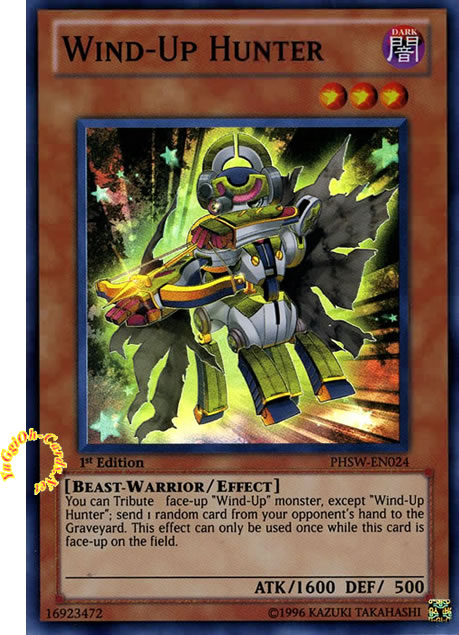 WIND-UP HUNTER
DARK
闇
1st Edition
PHSW-EN024
[BEAST-WARRIOR/EFFECT]
You can Tribute face-up "Wind-Up" monster, except "Wind-Up
Hunter"; send 1 random card from your opponent's hand to the
Graveyard. This effect can only be used once while this card is
face-up on the field.
ATK/1600 DEF/ 500
16923472
©1996 KAZUKI TAKAHASHI
YuGiOh-Cards.Net